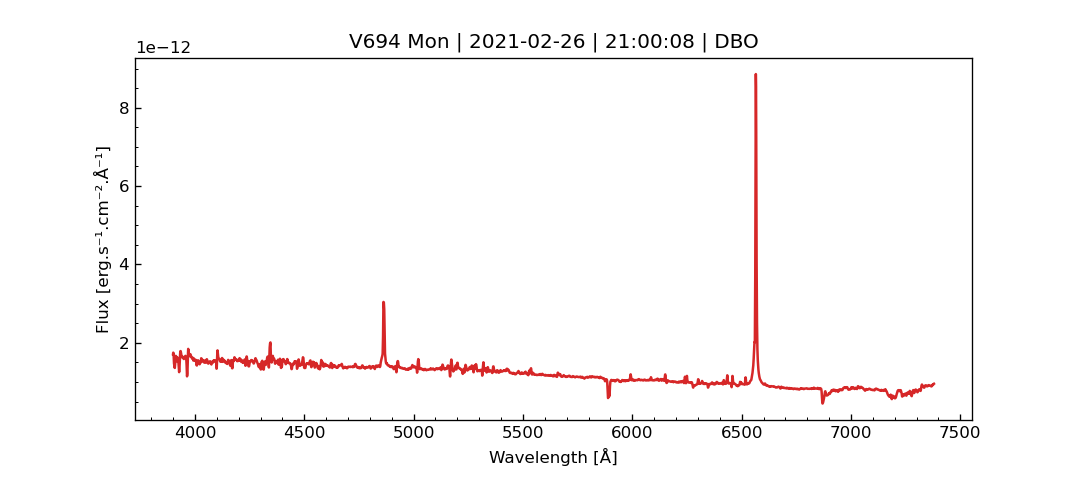 V694 Mon | 2021-02-26 | 21:00:08 | DBO
1e−12
8
6
4
2
Flux [erg.s⁻¹.cm⁻².Å⁻¹]
4000 4500 5000 5500 6000 6500 7000 7500
Wavelength [Å]